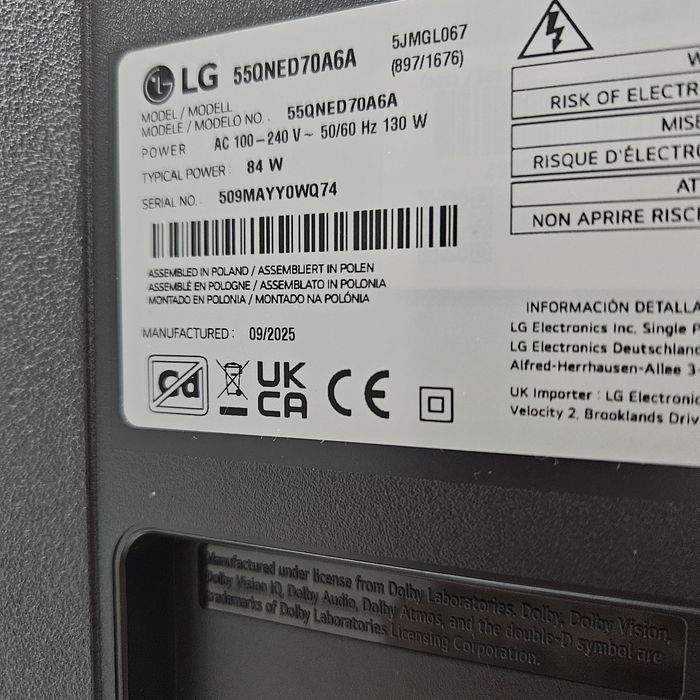 LG 55QNED70A6A
5JMGL067
(897/1676)
MODEL / MODELL
MODÈLE / MODELO NO. 55QNED70A6A
POWER AC 100–240 V~ 50/60 Hz 130 W
TYPICAL POWER : 84 W
SERIAL NO. 509MAYY0WQ74
ASSEMBLED IN POLAND / ASSEMBLIERT IN POLEN
ASSEMBLÉ EN POLOGNE / ASSEMBLATO IN POLONIA
MONTADO EN POLONIA / MONTADO NA POLÓNIA
MANUFACTURED : 09/2025
Cd
UK
CA
CE
W
RISK OF ELECTR
MISE
RISQUE D'ÉLECTRO
AT
NON APRIRE RISC
INFORMACIÓN DETALLA
LG Electronics Inc. Single P
LG Electronics Deutschland
Alfred-Herrhausen-Allee 3-
UK Importer : LG Electronic
Velocity 2, Brooklands Driv
Manufactured under license from Dolby Laboratories. Dolby, Dolby Vision,
Dolby Vision IQ, Dolby Audio, Dolby Atmos, and the double-D symbol are
trademarks of Dolby Laboratories Licensing Corporation.